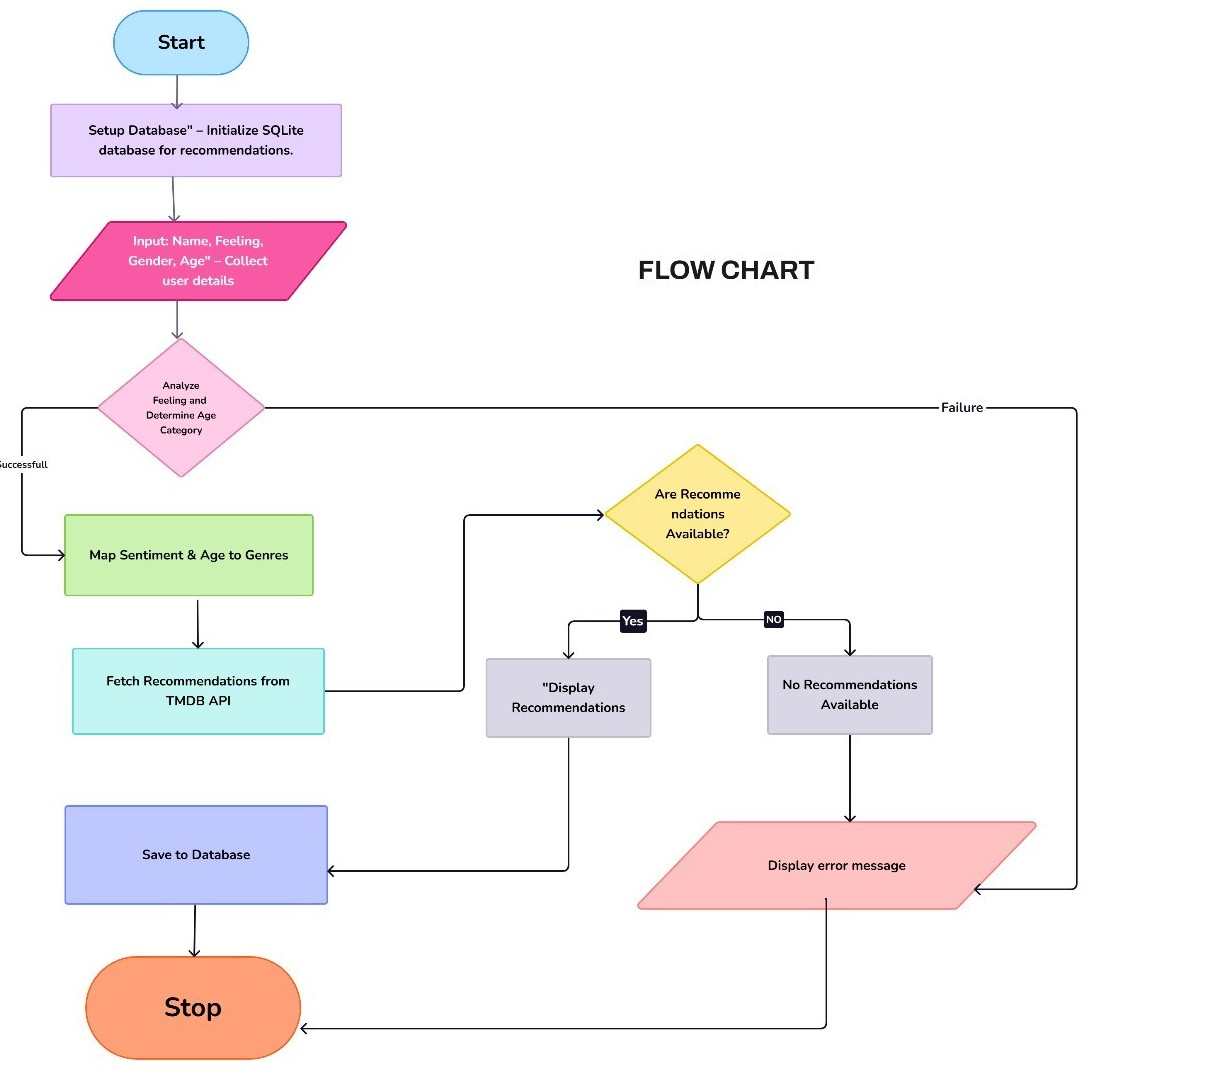 Start
Setup Database" – Initialize SQLite
database for recommendations.
Input: Name, Feeling,
Gender, Age" – Collect
user details
FLOW CHART
Analyze
Feeling and
Determine Age
Category
Failure
Successfull
Are Recomme
ndations
Available?
Map Sentiment & Age to Genres
Yes
NO
Fetch Recommendations from
TMDB API
"Display
Recommendations
No Recommendations
Available
Save to Database
Display error message
Stop